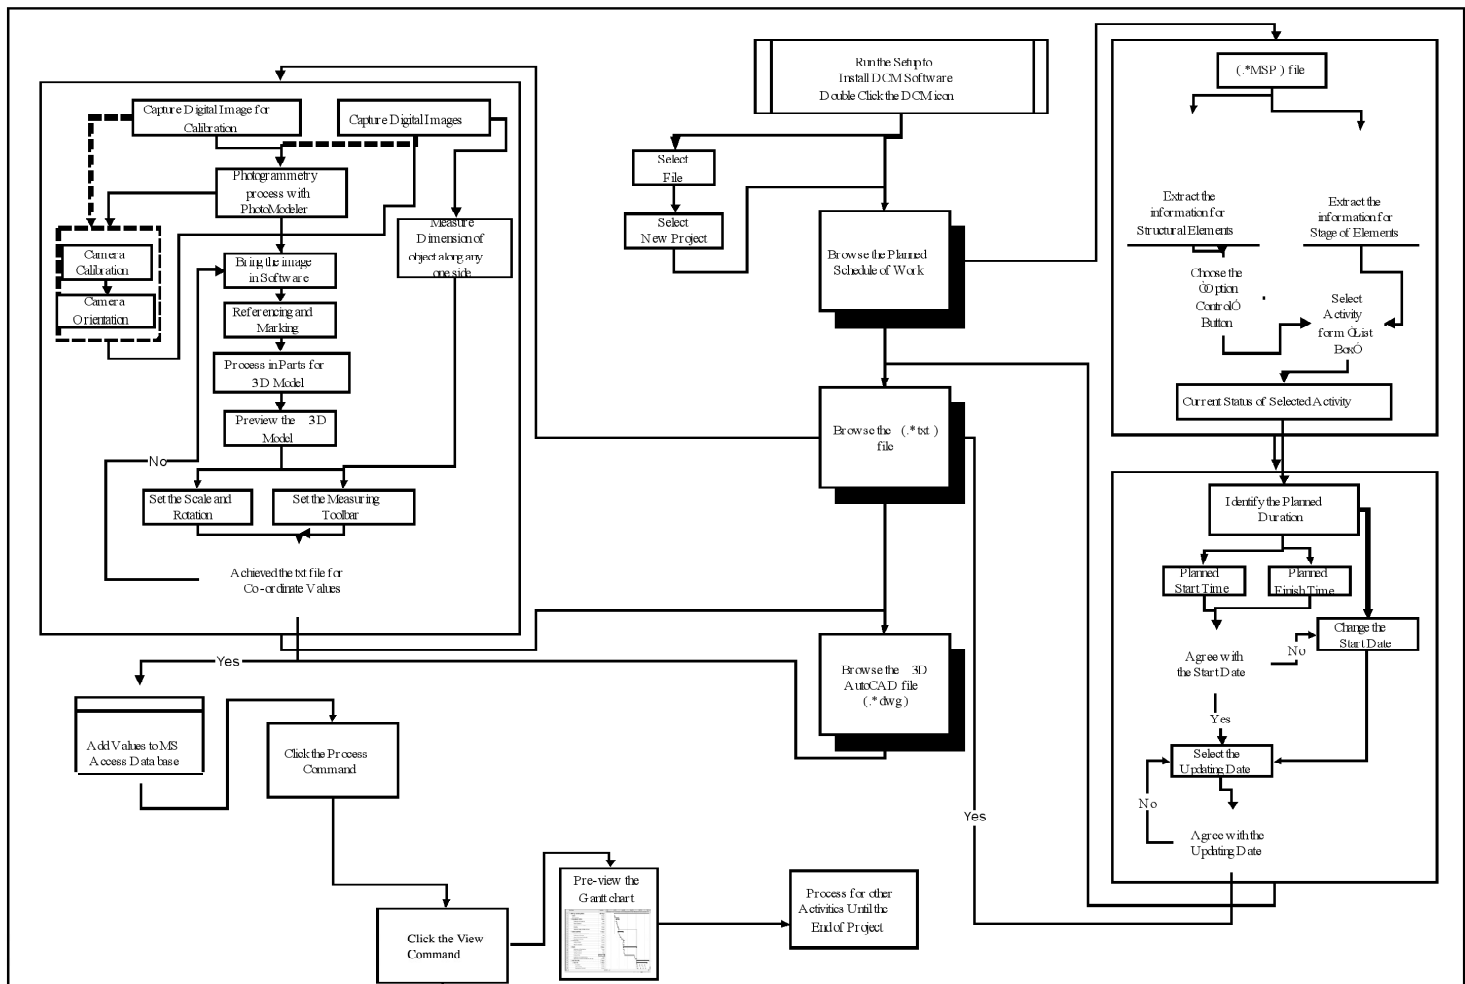 Run the Setup to
Install DCM Software
Double Click the DCM icon
Select
File
Select
New Project
Browse the Planned
Schedule of Work
Browse the (.*txt)
file
Browse the 3D
AutoCAD file
(.*dwg)
Capture Digital Image for
Calibration
Capture Digital Images
Photogrammetry
process with
PhotoModeler
Measure
Dimension of
object along any
one side
Camera
Calibration
Camera
Orientation
Bring the image
in Software
Referencing and
Marking
Process in Parts for
3D Model
Preview the 3D
Model
No
Set the Scale and
Rotation
Set the Measuring
Toolbar
Achieved the txt file for
Co-ordinate Values
Yes
Add Values to MS
Access Database
Click the Process
Command
Click the View
Command
Pre-view the
Gantt chart
Process for other
Activities Until the
End of Project
Yes
(.*MSP) file
Extract the
information for
Structural Elements
Extract the
information for
Stage of Elements
Choose the
ÒOption
ControlÓ
Button
Select
Activity
form ÒList
BoxÓ
Current Status of Selected Activity
Identify the Planned
Duration
Planned
Start Time
Planned
Finish Time
Change the
Start Date
No
Agree with
the Start Date
Yes
Select the
Updating Date
No
Agree with the
Updating Date